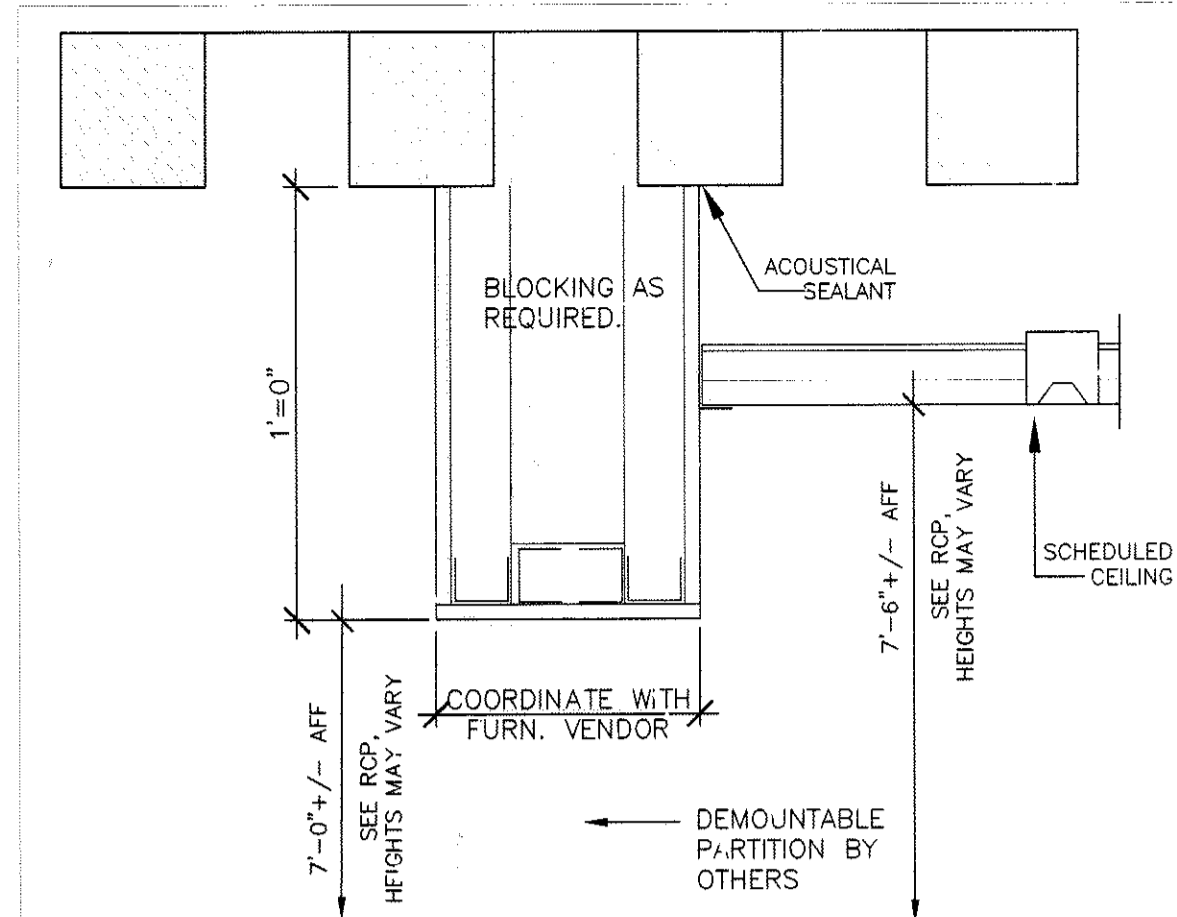 ACOUSTICAL
SEALANT
BLOCKING AS
REQUIRED.
1'=0"
7'-6"+/- AFF
SEE RCP,
HEIGHTS MAY VARY
SCHEDULED
CEILING
COORDINATE WITH
FURN. VENDOR
7'-0"+/- AFF
SEE RCP,
HEIGHTS MAY VARY
DEMOUNTABLE
PARTITION BY
OTHERS